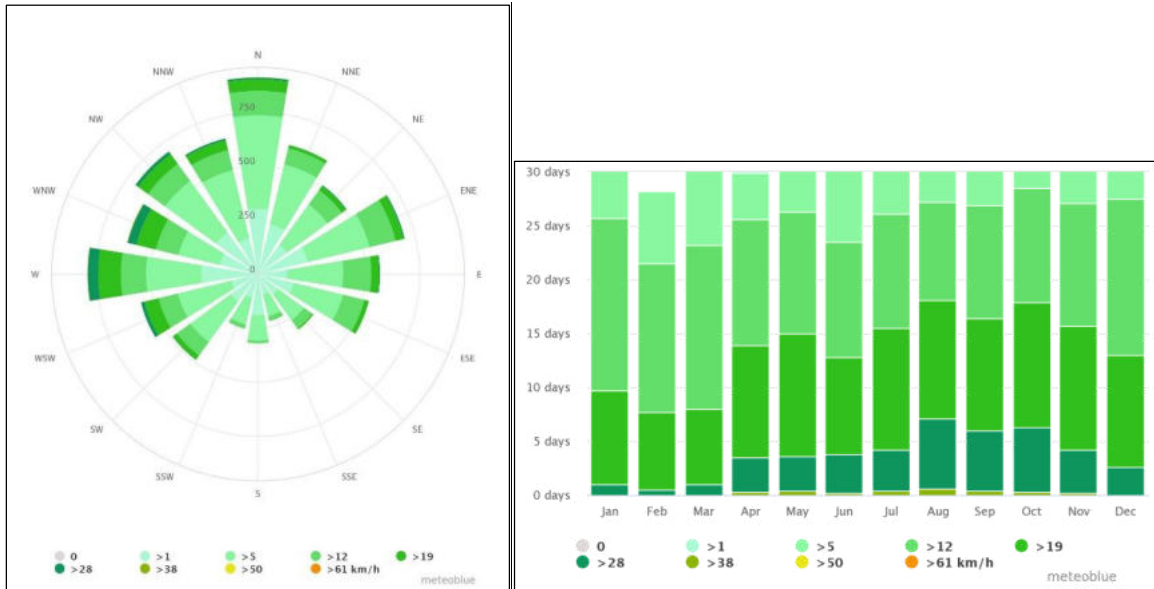 N
NNW
NNE
NW
NE
750
500
WNW
ENE
250
W
0
E
WSW
ESE
SW
SE
SSW
SSE
S
0 >1 >5 >12 >19
>28 >38 >50 >61 km/h
meteoblue
30 days
25 days
20 days
15 days
10 days
5 days
0 days
Jan Feb Mar Apr May Jun Jul Aug Sep Oct Nov Dec
0 >1 >5 >12 >19
>28 >38 >50 >61 km/h
meteoblue